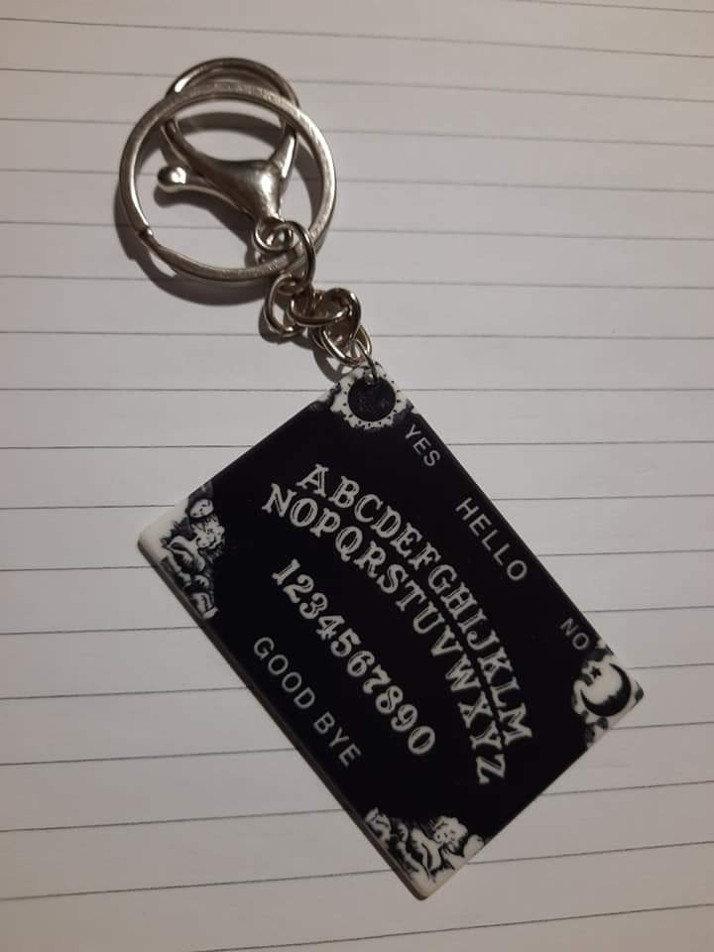 YES
HELLO
NO
ABCDEFGHIJKLM
NOPQRSTUVWXYZ
1234567890
GOOD BYE